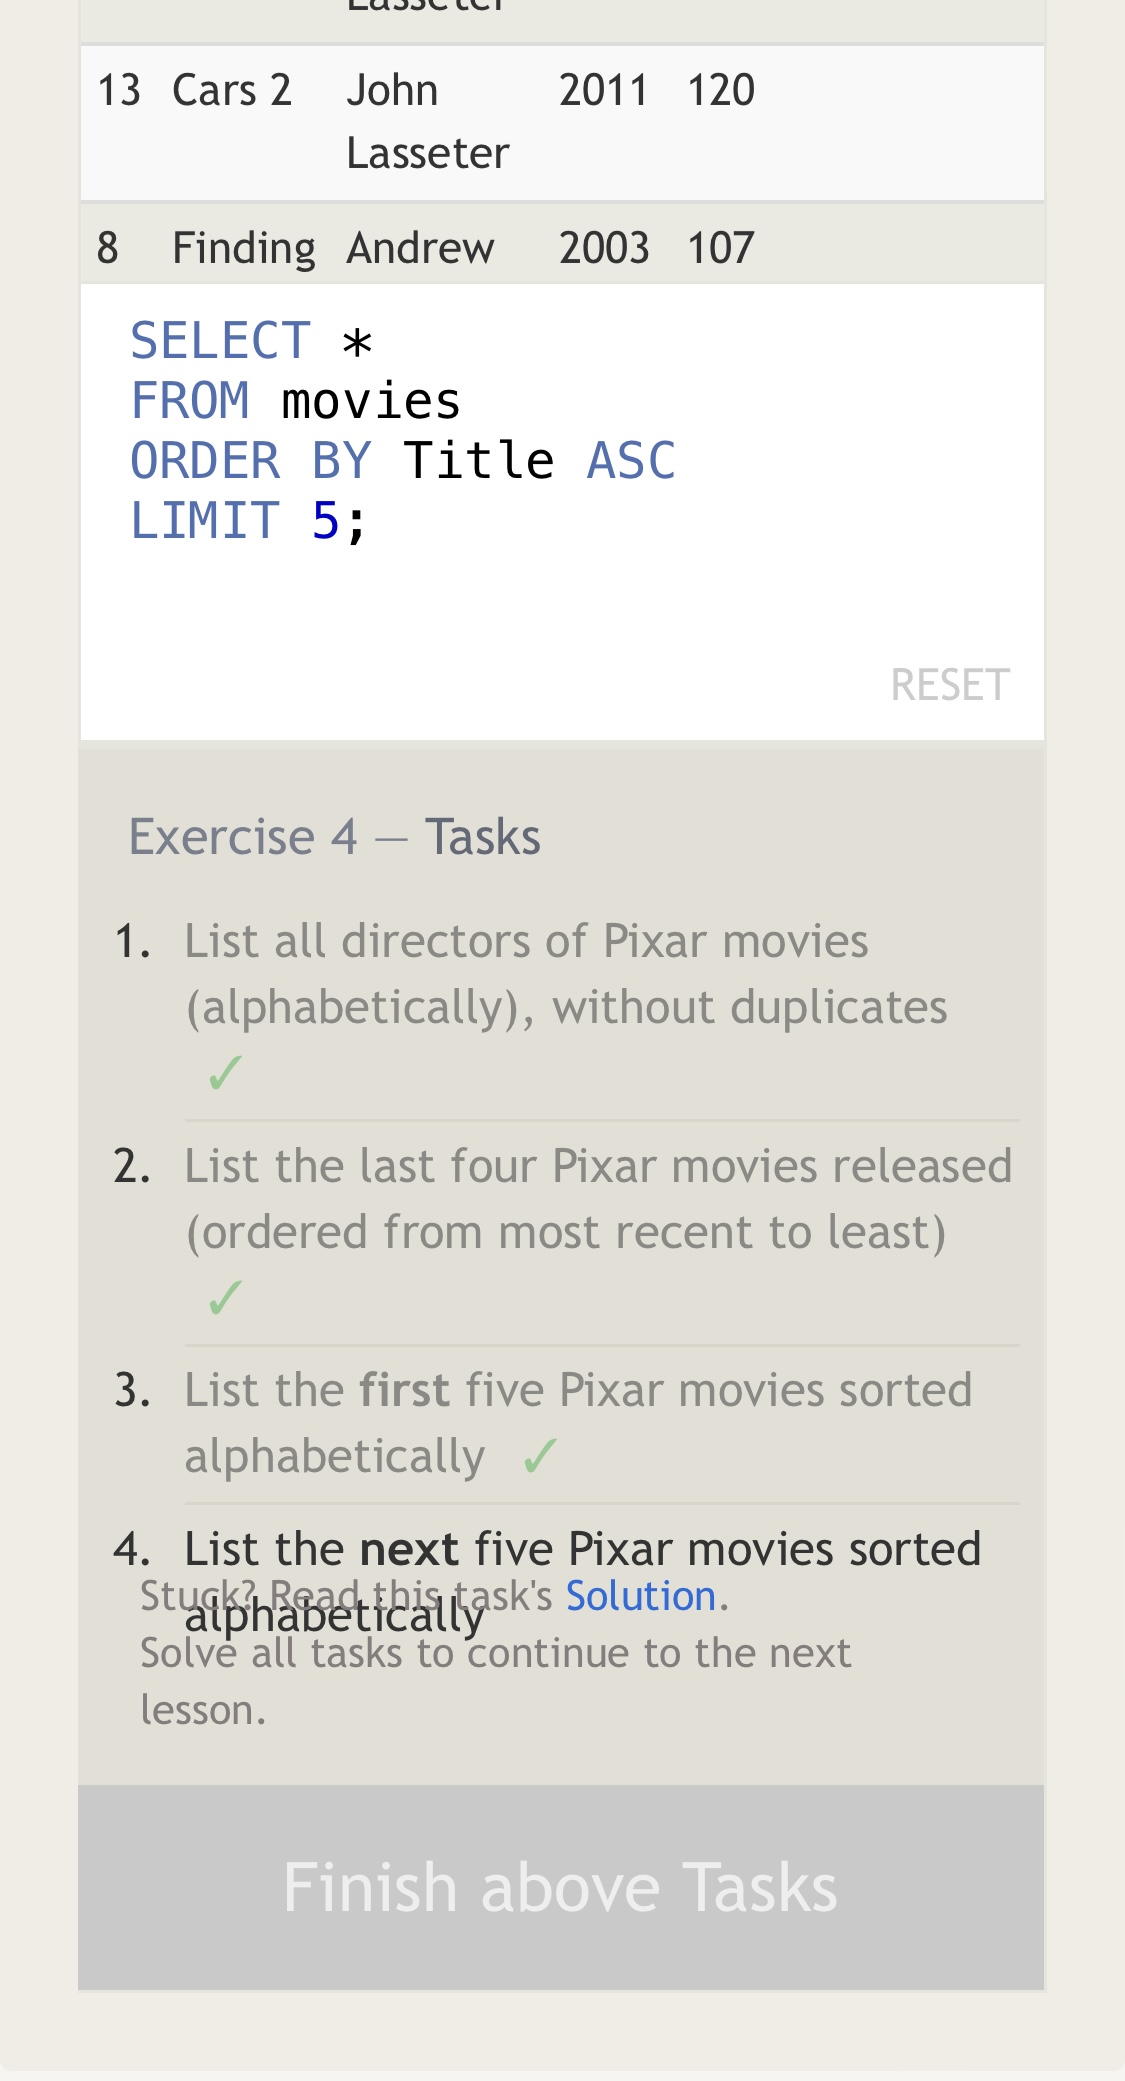 Lasseter
13 Cars 2 John 2011 120
Lasseter
8 Finding Andrew 2003 107
SELECT *
FROM movies
ORDER BY Title ASC
LIMIT 5;
RESET
Exercise 4 — Tasks
1. List all directors of Pixar movies
(alphabetically), without duplicates
✓
2. List the last four Pixar movies released
(ordered from most recent to least)
✓
3. List the first five Pixar movies sorted
alphabetically ✓
4. List the next five Pixar movies sorted
alphabetically
Stuck? Read this task's Solution.
Solve all tasks to continue to the next
lesson.
Finish above Tasks